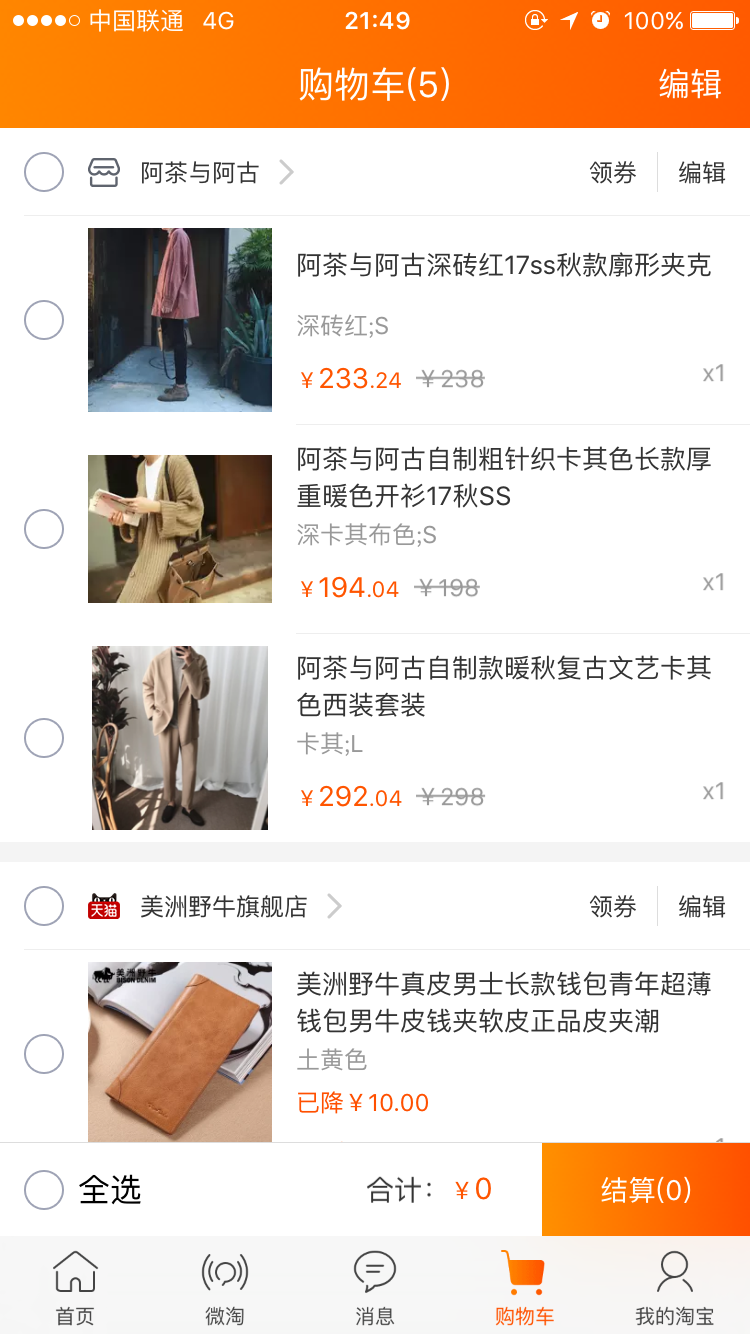 中国联通 4G 21:49 100%
购物车(5) 编辑
阿茶与阿古 领券 编辑
阿茶与阿古深砖红17ss秋款廓形夹克
深砖红;S
¥233.24 ¥238 x1
阿茶与阿古自制粗针织卡其色长款厚
重暖色开衫17秋SS
深卡其布色;S
¥194.04 ¥198 x1
阿茶与阿古自制款暖秋复古文艺卡其
色西装套装
卡其;L
¥292.04 ¥298 x1
天猫 美洲野牛旗舰店 领券 编辑
美洲野牛
BISON DENIM
美洲野牛真皮男士长款钱包青年超薄
钱包男牛皮钱夹软皮正品皮夹潮
土黄色
已降¥10.00
全选 合计：¥0 结算(0)
首页 微淘 消息 购物车 我的淘宝